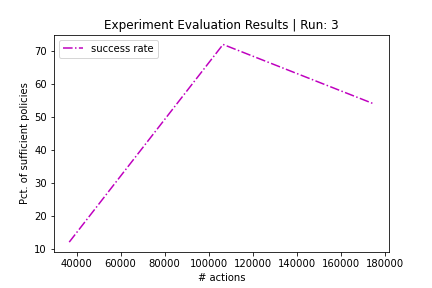 Experiment Evaluation Results | Run: 3
success rate
Pct. of sufficient policies
70
60
50
40
30
20
10
40000 60000 80000 100000 120000 140000 160000 180000
# actions